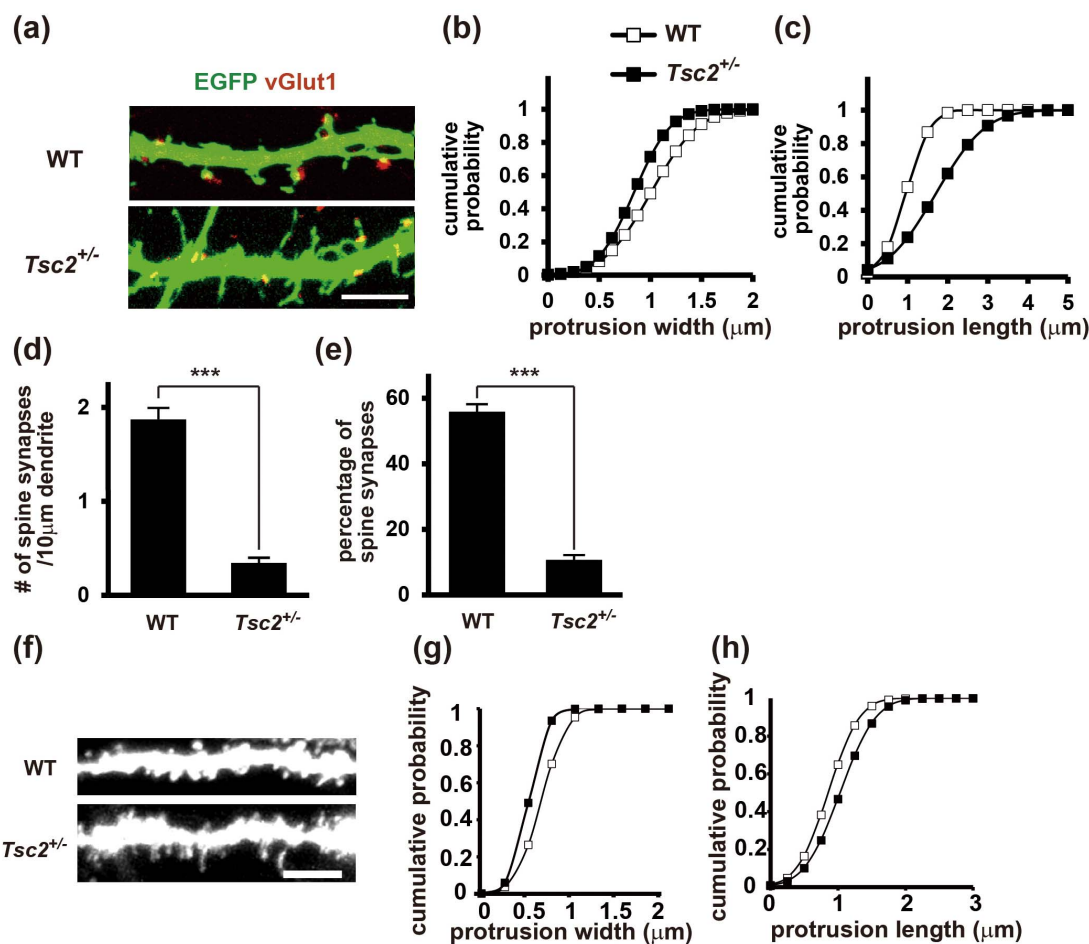 (a)
EGFP vGlut1
WT
Tsc2+/-
(b)
WT
Tsc2+/-
cumulative
probability
1
0.8
0.6
0.4
0.2
0
0 0.5 1 1.5 2
protrusion width (μm)
(c)
cumulative
probability
1
0.8
0.6
0.4
0.2
0
0 1 2 3 4 5
protrusion length (μm)
(d)
# of spine synapses
/10μm dendrite
2
1
0
***
WT Tsc2+/-
(e)
percentage of
spine synapses
60
40
20
0
***
WT Tsc2+/-
(f)
WT
Tsc2+/-
(g)
cumulative probability
1
0.8
0.6
0.4
0.2
0
0 0.5 1 1.5 2
protrusion width (μm)
(h)
cumulative probability
1
0.8
0.6
0.4
0.2
0
0 1 2 3
protrusion length (μm)